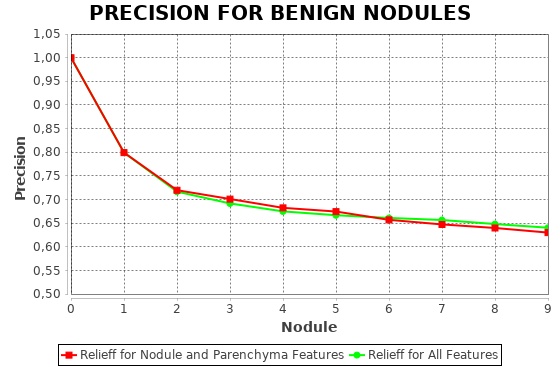 PRECISION FOR BENIGN NODULES
1,05
1,00
0,95
0,90
0,85
0,80
0,75
0,70
0,65
0,60
0,55
0,50
Precision
0 1 2 3 4 5 6 7 8 9
Nodule
Relieff for Nodule and Parenchyma Features Relieff for All Features